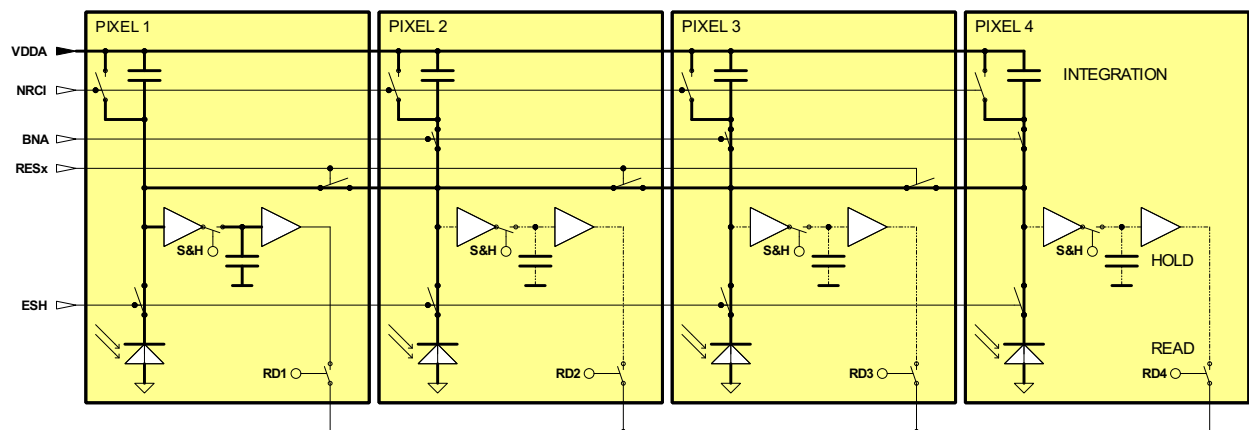 PIXEL 1
PIXEL 2
PIXEL 3
PIXEL 4
VDDA
INTEGRATION
NRCI
BNA
RESx
S&H
S&H
S&H
S&H
HOLD
ESH
READ
RD1
RD2
RD3
RD4